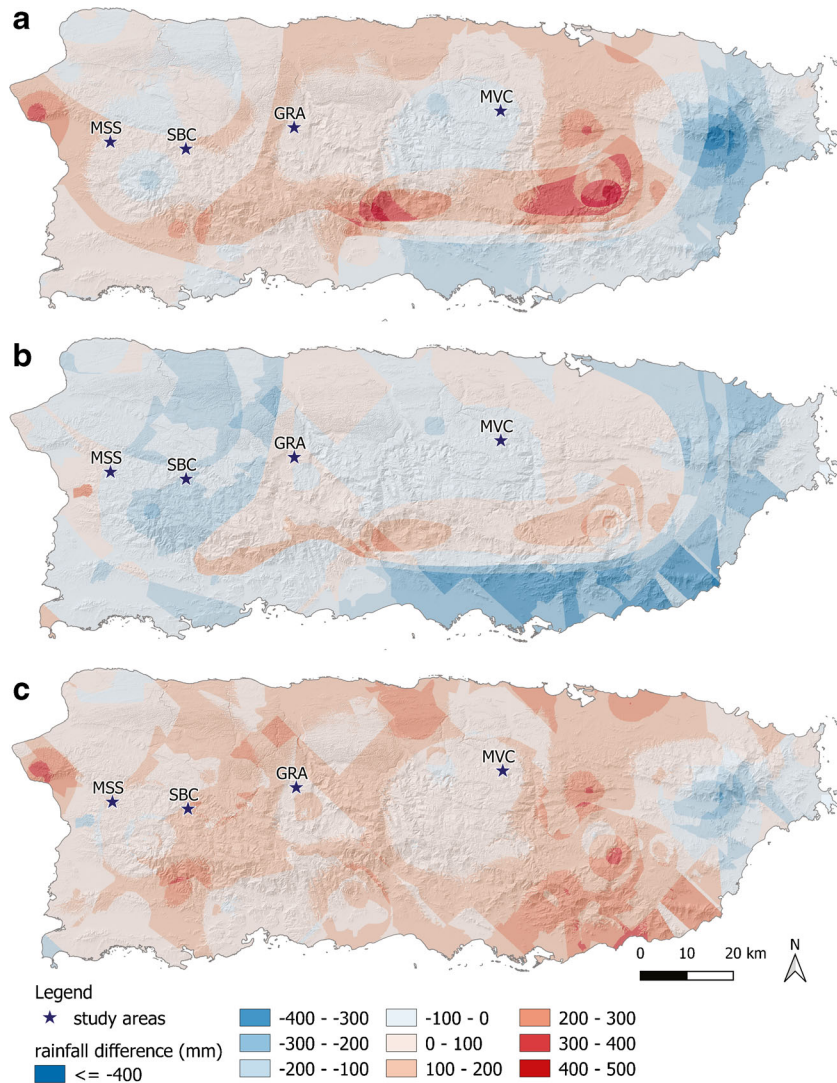 a
MSS
SBC
GRA
MVC
b
MSS
SBC
GRA
MVC
c
MSS
SBC
GRA
MVC
0 10 20 km
N
Legend
study areas
rainfall difference (mm)
<= -400
-400 - -300
-300 - -200
-200 - -100
-100 - 0
0 - 100
100 - 200
200 - 300
300 - 400
400 - 500